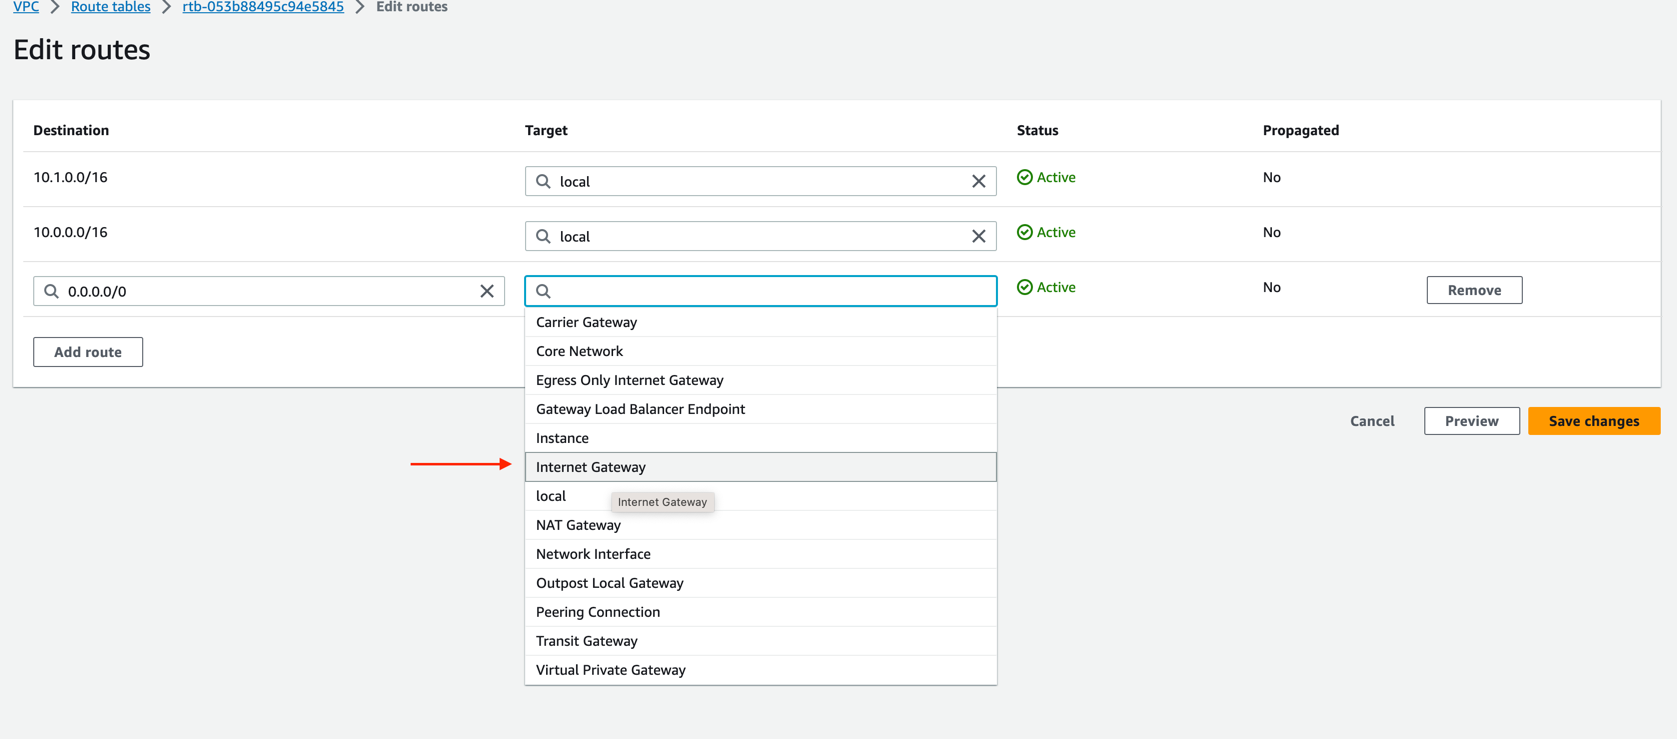 VPC > Route tables > rtb-053b88495c94e5845 > Edit routes
Edit routes
Destination Target Status Propagated
10.1.0.0/16 local Active No
10.0.0.0/16 local Active No
0.0.0.0/0 Active No Remove
Carrier Gateway
Core Network
Egress Only Internet Gateway
Gateway Load Balancer Endpoint
Instance
Internet Gateway
local
Internet Gateway
NAT Gateway
Network Interface
Outpost Local Gateway
Peering Connection
Transit Gateway
Virtual Private Gateway
Add route
Cancel Preview Save changes